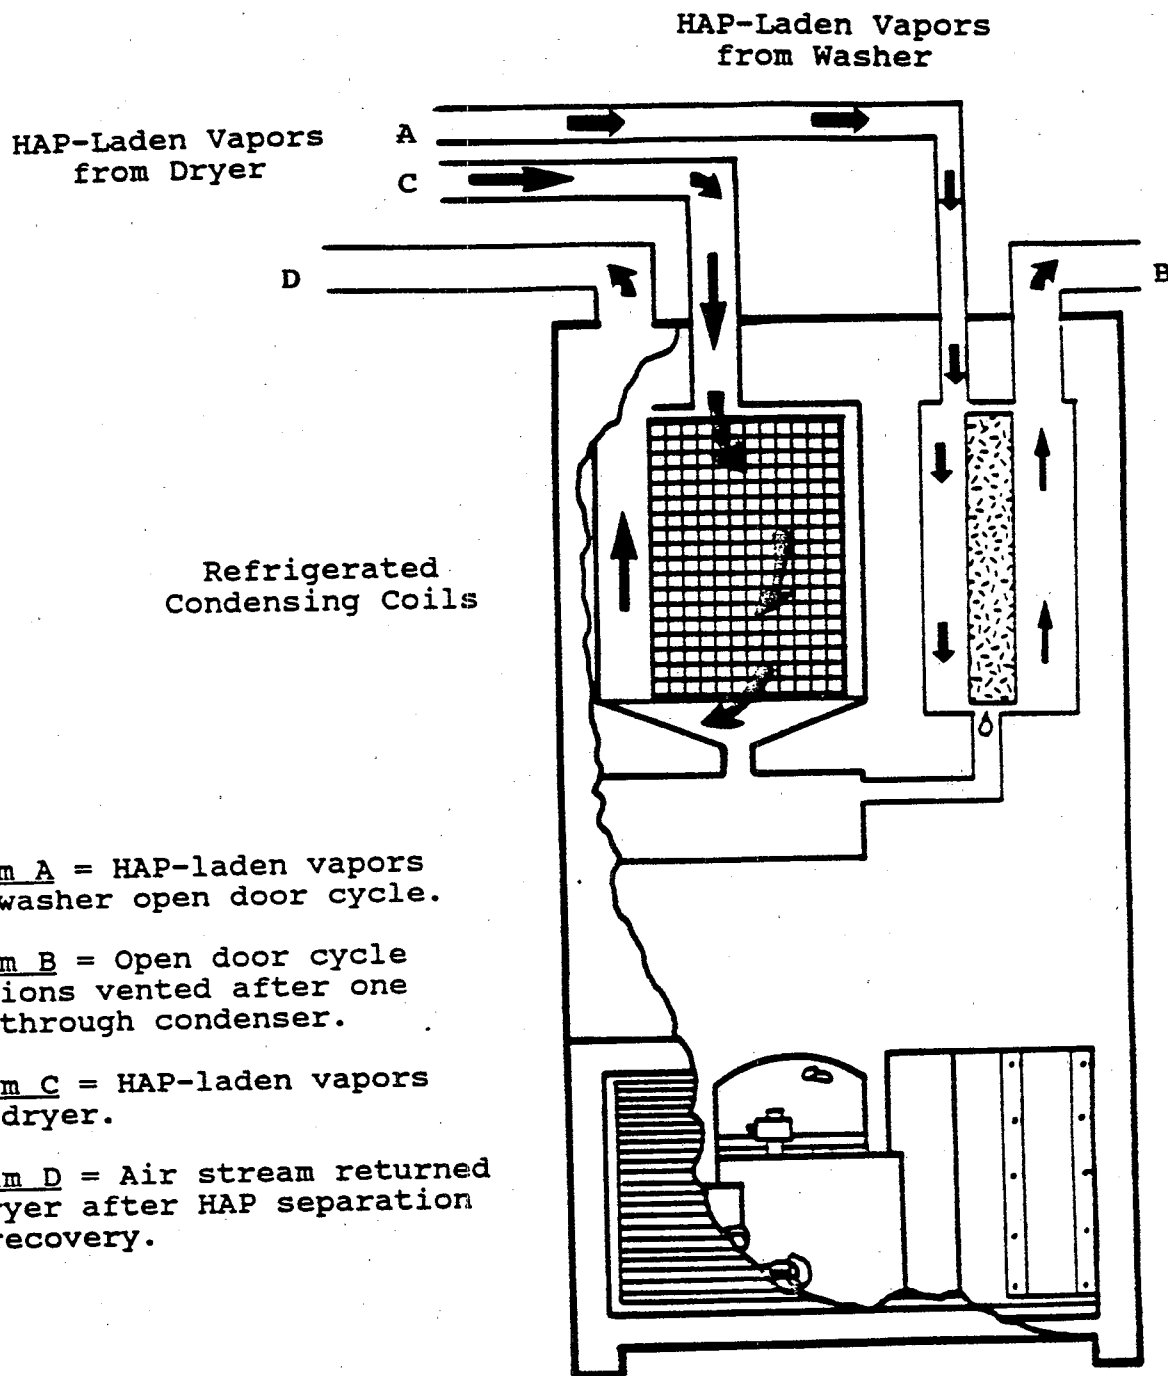 HAP-Laden Vapors
from Washer
HAP-Laden Vapors
from Dryer
A
C
D
B
Refrigerated
Condensing Coils
m A = HAP-laden vapors
washer open door cycle.
m B = Open door cycle
ions vented after one
through condenser.
m C = HAP-laden vapors
dryer.
m D = Air stream returned
yer after HAP separation
recovery.